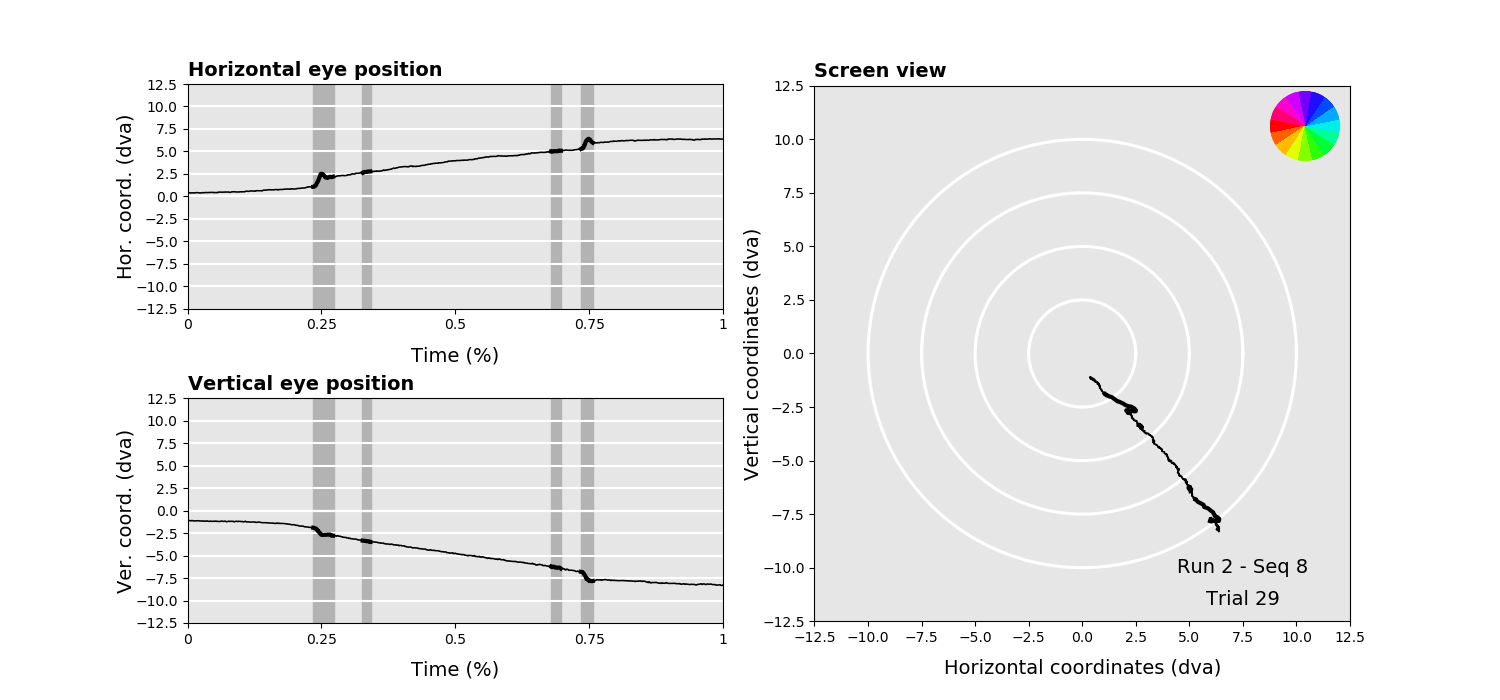 Horizontal eye position
12.5
10.0
7.5
5.0
2.5
0.0
−2.5
−5.0
−7.5
−10.0
−12.5
Hor. coord. (dva)
0 0.25 0.5 0.75 1
Time (%)
Vertical eye position
12.5
10.0
7.5
5.0
2.5
0.0
−2.5
−5.0
−7.5
−10.0
−12.5
Ver. coord. (dva)
0 0.25 0.5 0.75 1
Time (%)
Screen view
12.5
10.0
7.5
5.0
2.5
0.0
−2.5
−5.0
−7.5
−10.0
−12.5
Vertical coordinates (dva)
Run 2 - Seq 8
Trial 29
−12.5 −10.0 −7.5 −5.0 −2.5 0.0 2.5 5.0 7.5 10.0 12.5
Horizontal coordinates (dva)